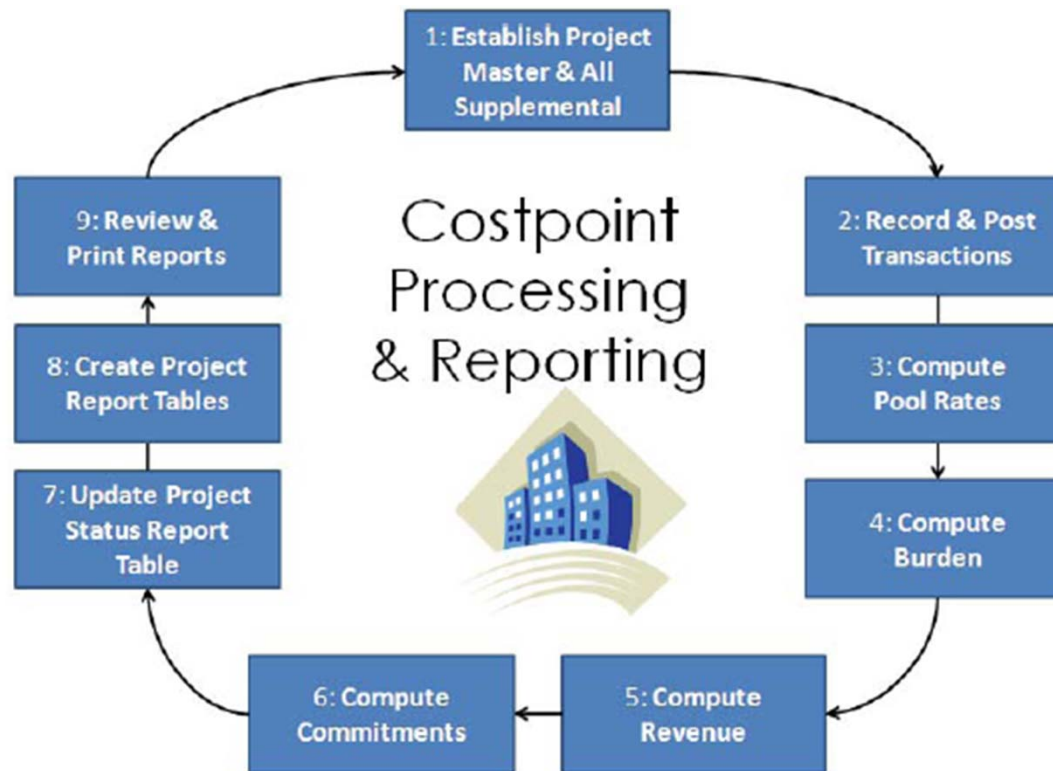 1: Establish Project
Master & All
Supplemental
2: Record & Post
Transactions
3: Compute
Pool Rates
4: Compute
Burden
5: Compute
Revenue
6: Compute
Commitments
7: Update Project
Status Report
Table
8: Create Project
Report Tables
9: Review &
Print Reports
Costpoint
Processing
& Reporting